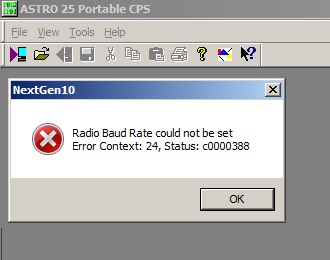 ASTRO 25 Portable CPS
File View Tools Help
NextGen10
Radio Baud Rate could not be set
Error Context: 24, Status: c0000388
OK